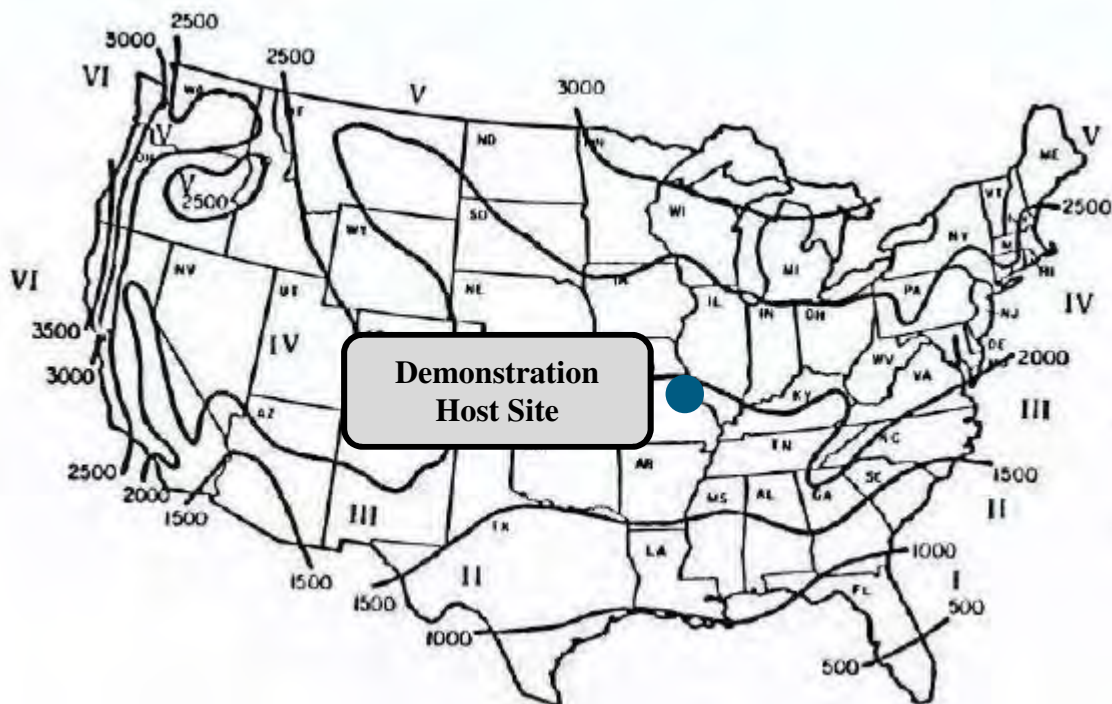 2500
3000
2500
3000
VI
V
WA
V
ND
MN
V
ME
OR
VT
V
2500
SD
WI
NY
2500
WY
MI
VI
NV
IA
PA
RI
UT
NE
IL
IN
OH
NJ
IV
3500
IV
WV
DE
3000
VA
2000
Demonstration
Host Site
KY
III
AZ
TN
NC
2500
AR
SC
1500
2000
MS
AL
GA
1500
III
TX
II
LA
1000
1500
1500
II
I
FL
500
1000
500